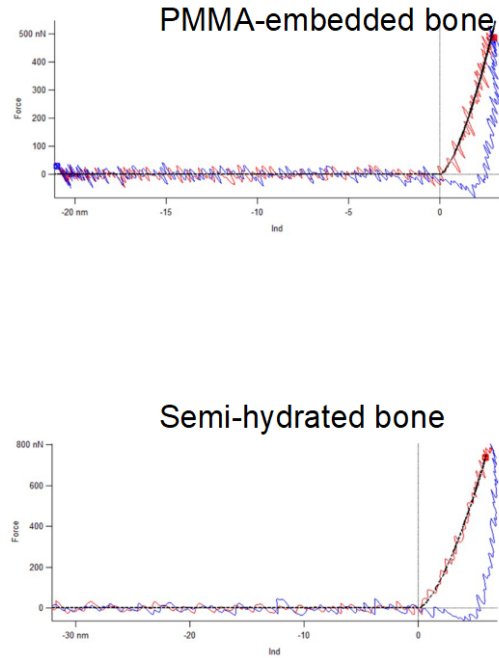 PMMA-embedded bone
500 nN
400
300
200
100
0
Force
-20 nm
-15
-10
-5
0
Ind
Semi-hydrated bone
800 nN
600
400
200
0
Force
-30 nm
-20
-10
0
Ind